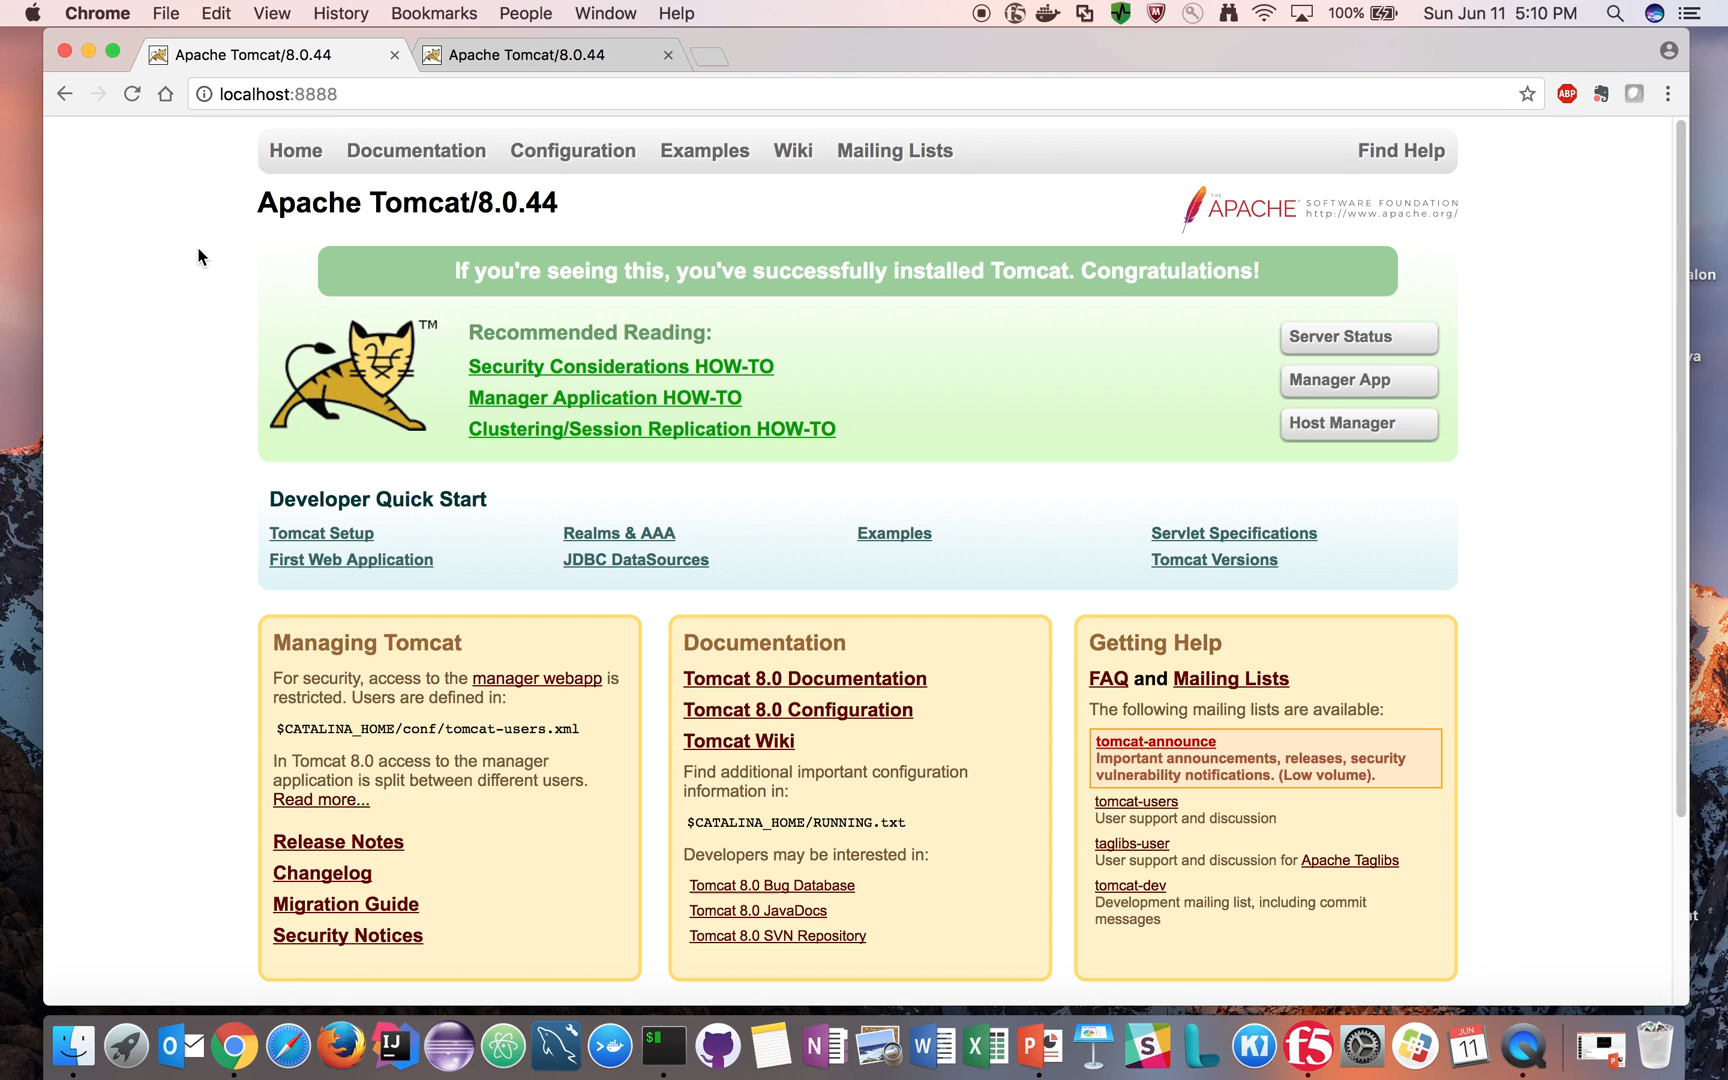 Chrome File Edit View History Bookmarks People Window Help 100% Sun Jun 11 5:10 PM
Apache Tomcat/8.0.44 Apache Tomcat/8.0.44
localhost:8888 ABP
Home Documentation Configuration Examples Wiki Mailing Lists Find Help
Apache Tomcat/8.0.44
THE APACHE SOFTWARE FOUNDATION
http://www.apache.org/
If you're seeing this, you've successfully installed Tomcat. Congratulations!
TM
Recommended Reading:
Security Considerations HOW-TO
Manager Application HOW-TO
Clustering/Session Replication HOW-TO
Server Status
Manager App
Host Manager
Developer Quick Start
Tomcat Setup Realms & AAA Examples Servlet Specifications
First Web Application JDBC DataSources Tomcat Versions
Managing Tomcat
For security, access to the manager webapp is
restricted. Users are defined in:
$CATALINA_HOME/conf/tomcat-users.xml
In Tomcat 8.0 access to the manager
application is split between different users.
Read more...
Release Notes
Changelog
Migration Guide
Security Notices
Documentation
Tomcat 8.0 Documentation
Tomcat 8.0 Configuration
Tomcat Wiki
Find additional important configuration
information in:
$CATALINA_HOME/RUNNING.txt
Developers may be interested in:
Tomcat 8.0 Bug Database
Tomcat 8.0 JavaDocs
Tomcat 8.0 SVN Repository
Getting Help
FAQ and Mailing Lists
The following mailing lists are available:
tomcat-announce
Important announcements, releases, security
vulnerability notifications. (Low volume).
tomcat-users
User support and discussion
taglibs-user
User support and discussion for Apache Taglibs
tomcat-dev
Development mailing list, including commit
messages
alon
va
t
O IJ $ N W X P S L K f5 JUN 11